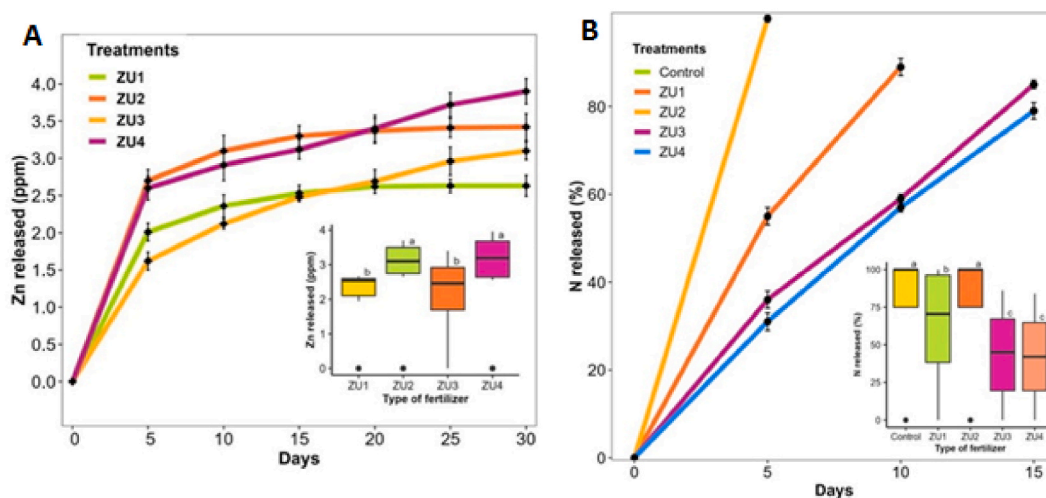 A
Treatments
ZU1
ZU2
ZU3
ZU4
Zn released (ppm)
4.0
3.5
3.0
2.5
2.0
1.5
1.0
0.5
0.0
0 5 10 15 20 25 30
Days
Zn released (ppm)
4
3
2
1
0
b
a
b
a
ZU1 ZU2 ZU3 ZU4
Type of fertilizer
B
Treatments
Control
ZU1
ZU2
ZU3
ZU4
N released (%)
80
60
40
20
0
0 5 10 15
Days
N released (%)
100
75
50
25
0
a
b
a
c
c
Control ZU1 ZU2 ZU3 ZU4
Type of fertilizer